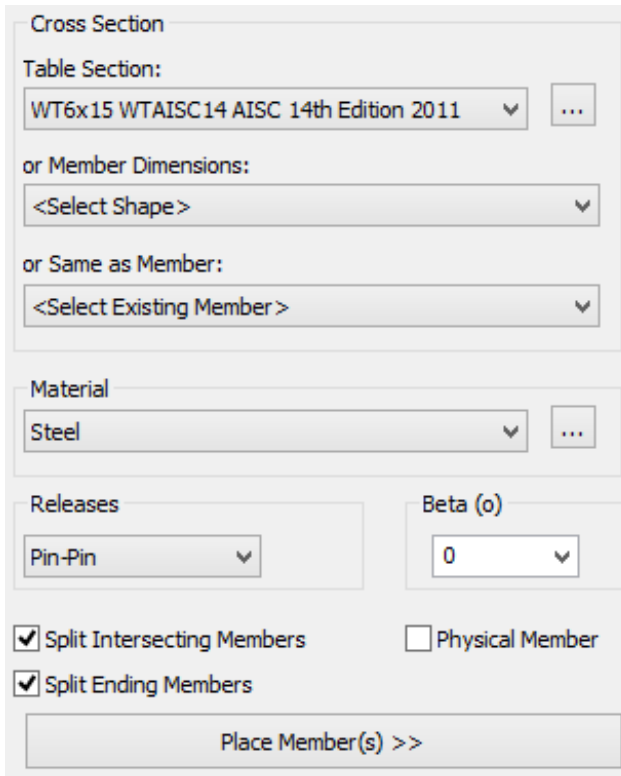 Cross Section
Table Section:
WT6x15 WTAISC14 AISC 14th Edition 2011
...
or Member Dimensions:
<Select Shape>
or Same as Member:
<Select Existing Member>
Material
Steel
...
Releases
Beta (o)
Pin-Pin
0
Split Intersecting Members
Physical Member
Split Ending Members
Place Member(s) >>